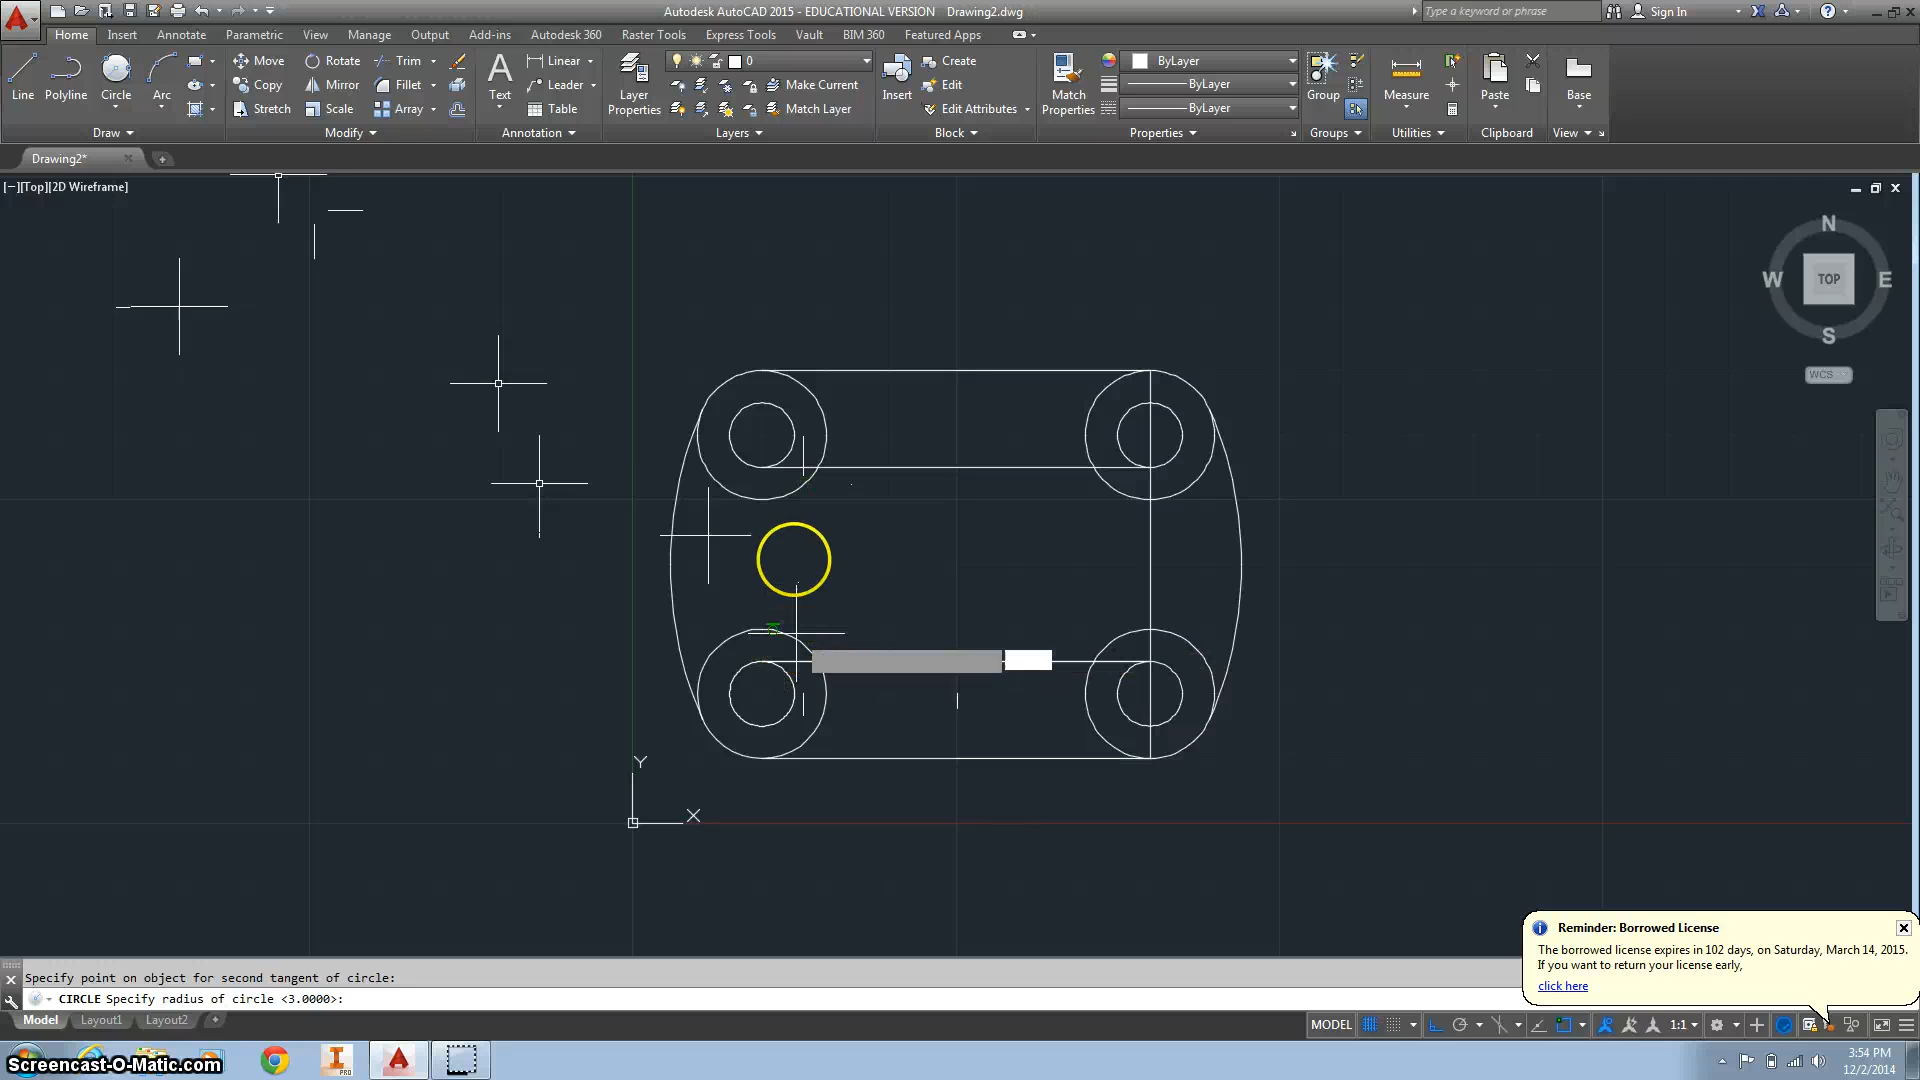 Autodesk AutoCAD 2015 - EDUCATIONAL VERSION Drawing2.dwg
Type a keyword or phrase
Sign In
Home Insert Annotate Parametric View Manage Output Add-ins Autodesk 360 Raster Tools Express Tools Vault BIM 360 Featured Apps
Line
Polyline
Circle
Arc
Move
Rotate
Trim
Copy
Mirror
Fillet
Stretch
Scale
Array
Text
Linear
Leader
Table
Layer
Properties
0
Make Current
Match Layer
Insert
Create
Edit
Edit Attributes
Match
Properties
ByLayer
ByLayer
ByLayer
Group
Measure
Paste
Base
Draw
Modify
Annotation
Layers
Block
Properties
Groups
Utilities
Clipboard
View
Drawing2*
[−][Top][2D Wireframe]
N
W
TOP
E
S
WCS
Y
X
Reminder: Borrowed License
The borrowed license expires in 102 days, on Saturday, March 14, 2015.
If you want to return your license early,
click here
Specify point on object for second tangent of circle:
CIRCLE Specify radius of circle <3.0000>:
Model Layout1 Layout2
MODEL
1:1
PRO
Screencast-O-Matic.com
3:54 PM
12/2/2014